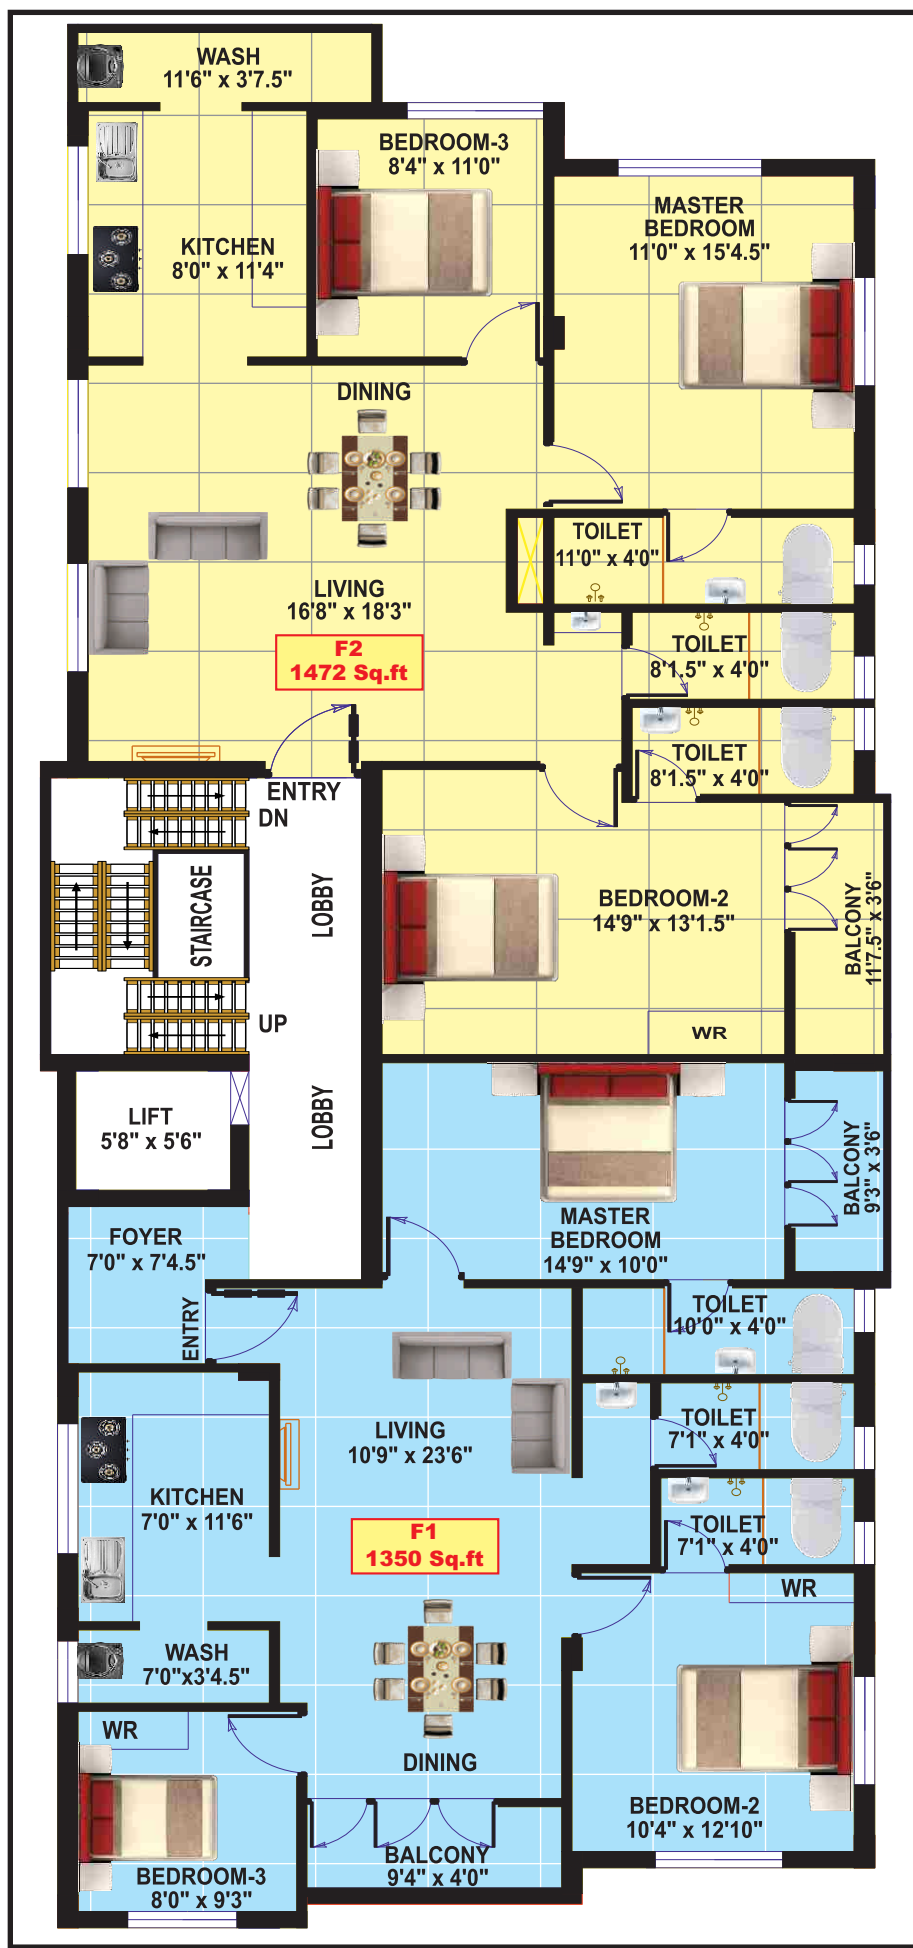 WASH
11'6" x 3'7.5"
BEDROOM-3
8'4" x 11'0"
MASTER
BEDROOM
11'0" x 15'4.5"
KITCHEN
8'0" x 11'4"
DINING
TOILET
11'0" x 4'0"
LIVING
16'8" x 18'3"
F2
1472 Sq.ft
TOILET
8'1.5" x 4'0"
TOILET
8'1.5" x 4'0"
ENTRY
DN
STAIRCASE
LOBBY
BEDROOM-2
14'9" x 13'1.5"
BALCONY
11'7.5" x 3'6"
UP
WR
LIFT
5'8" x 5'6"
LOBBY
BALCONY
9'3" x 3'6"
MASTER
BEDROOM
14'9" x 10'0"
FOYER
7'0" x 7'4.5"
ENTRY
TOILET
10'0" x 4'0"
LIVING
10'9" x 23'6"
TOILET
7'1" x 4'0"
KITCHEN
7'0" x 11'6"
F1
1350 Sq.ft
TOILET
7'1" x 4'0"
WR
WASH
7'0"x3'4.5"
WR
DINING
BEDROOM-2
10'4" x 12'10"
BALCONY
9'4" x 4'0"
BEDROOM-3
8'0" x 9'3"